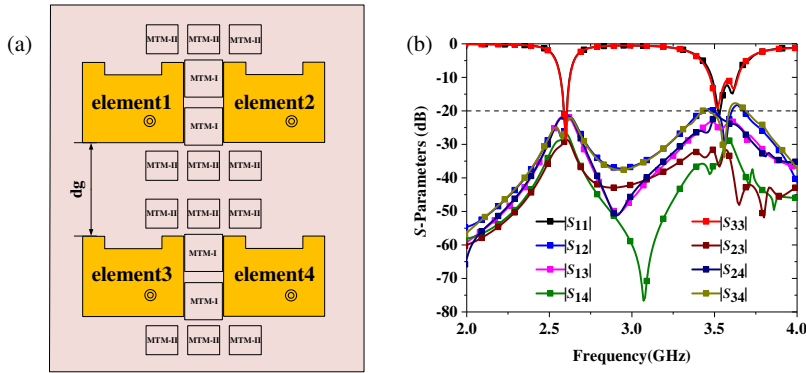 (a)
MTM-II MTM-II MTM-II
element1
MTM-I
element2
MTM-I
MTM-II MTM-II MTM-II
dg
MTM-II MTM-II MTM-II
element3
MTM-I
element4
MTM-I
MTM-II MTM-II MTM-II
(b)
0
-10
-20
-30
-40
-50
-60
-70
-80
S-Parameters (dB)
|S11| |S33|
|S12| |S23|
|S13| |S24|
|S14| |S34|
2.0 2.5 3.0 3.5 4.0
Frequency(GHz)